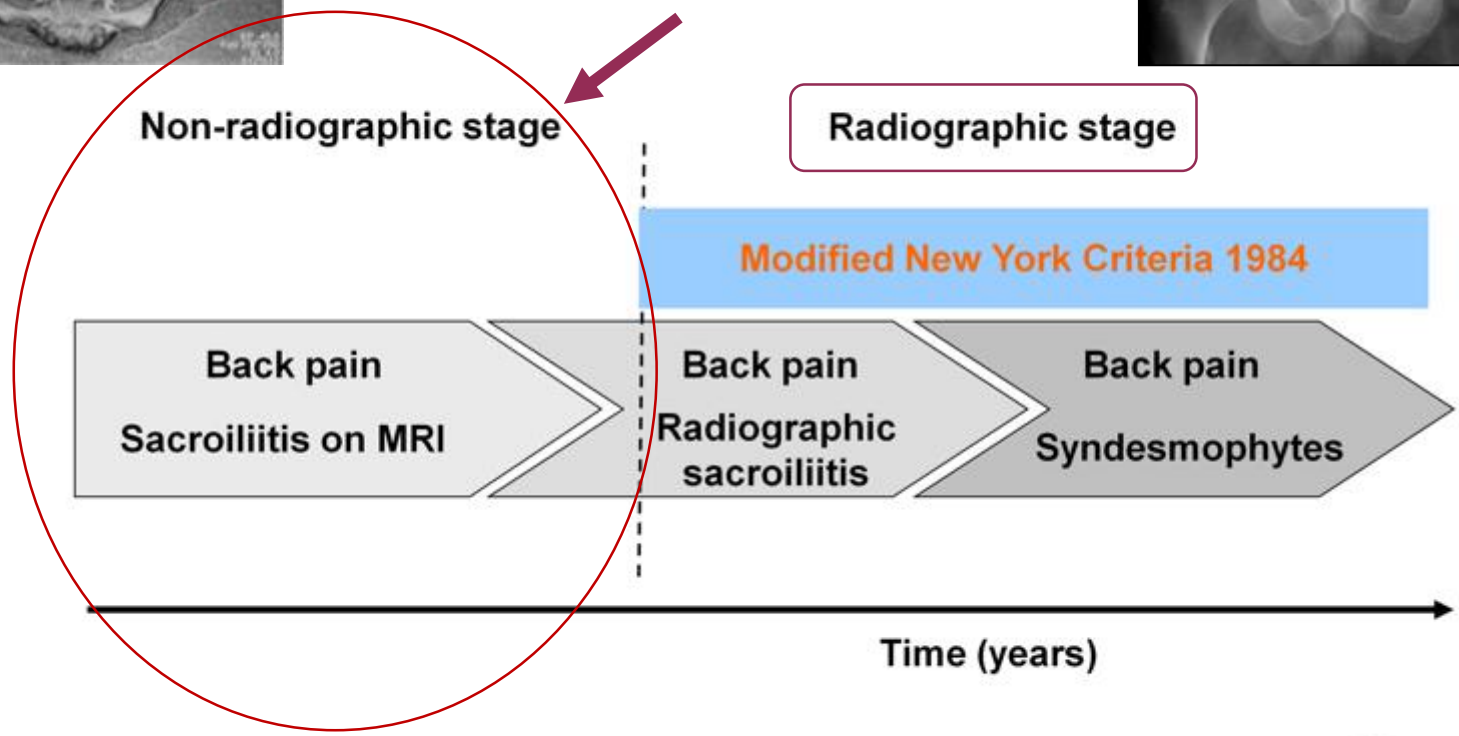 Non-radiographic stage
Radiographic stage
Modified New York Criteria 1984
Back pain
Sacroiliitis on MRI
Back pain
Radiographic
sacroiliitis
Back pain
Syndesmophytes
Time (years)